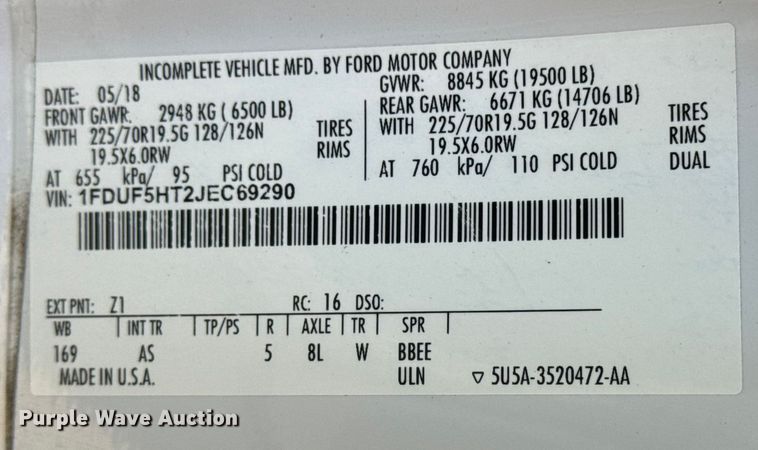 INCOMPLETE VEHICLE MFD. BY FORD MOTOR COMPANY
DATE: 05/18
FRONT GAWR: 2948 KG ( 6500 LB)
WITH 225/70R19.5G 128/126N TIRES
19.5X6.0RW RIMS
AT 655 kPa/ 95 PSI COLD
GVWR: 8845 KG (19500 LB)
REAR GAWR: 6671 KG (14706 LB)
WITH 225/70R19.5G 128/126N TIRES
19.5X6.0RW RIMS
AT 760 kPa/ 110 PSI COLD DUAL
VIN: 1FDUF5HT2JEC69290
EXT PNT: Z1 RC: 16 DSO:
WB INT TR TP/PS R AXLE TR SPR
169 AS 5 8L W BBEE
MADE IN U.S.A. ULN ▽ 5U5A-3520472-AA
Purple Wave Auction